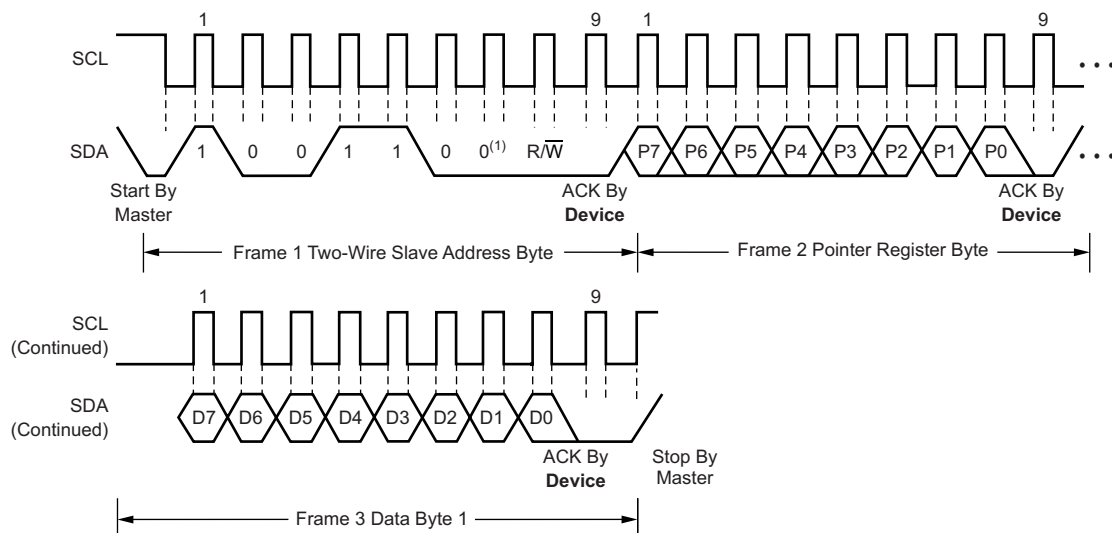 1 9 1 9
SCL
SDA 1 0 0 1 1 0 0(1) R/W̅ P7 P6 P5 P4 P3 P2 P1 P0
Start By
Master
ACK By
Device
ACK By
Device
Frame 1 Two-Wire Slave Address Byte
Frame 2 Pointer Register Byte
1 9
SCL
(Continued)
SDA
(Continued)
D7 D6 D5 D4 D3 D2 D1 D0
ACK By
Device
Stop By
Master
Frame 3 Data Byte 1